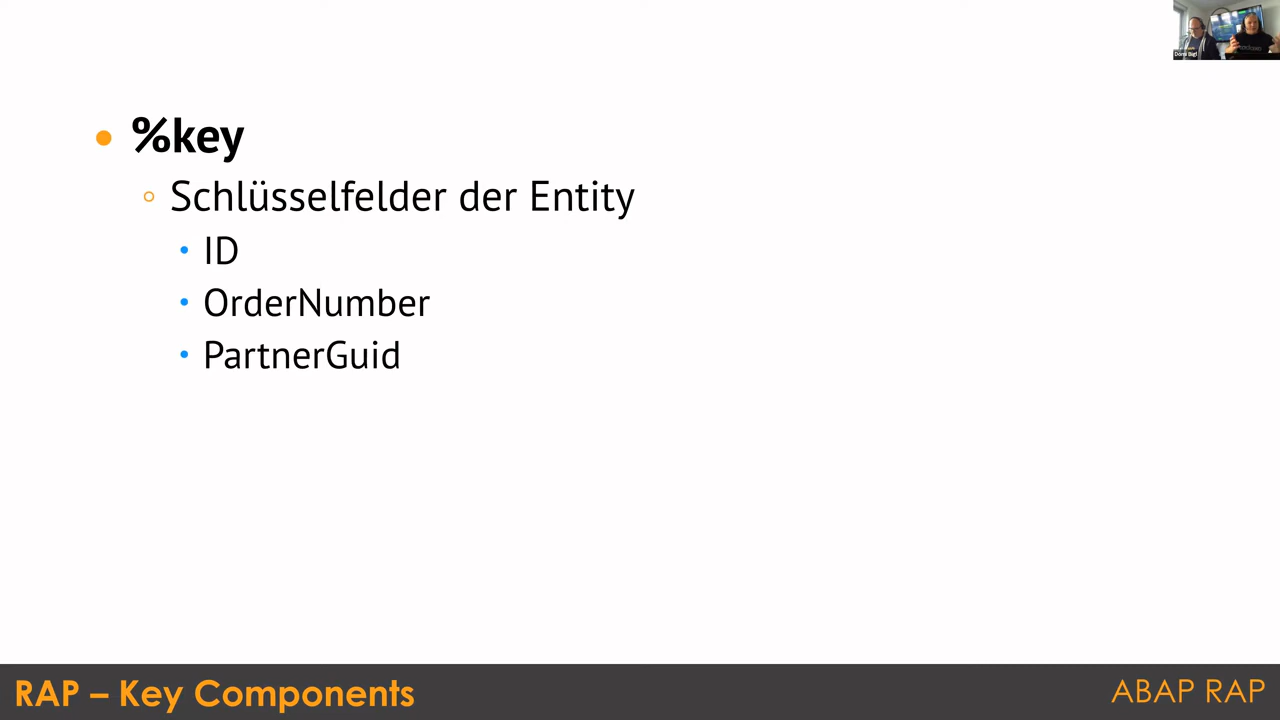 %key
Schlüsselfelder der Entity
ID
OrderNumber
PartnerGuid
RAP – Key Components
ABAP RAP